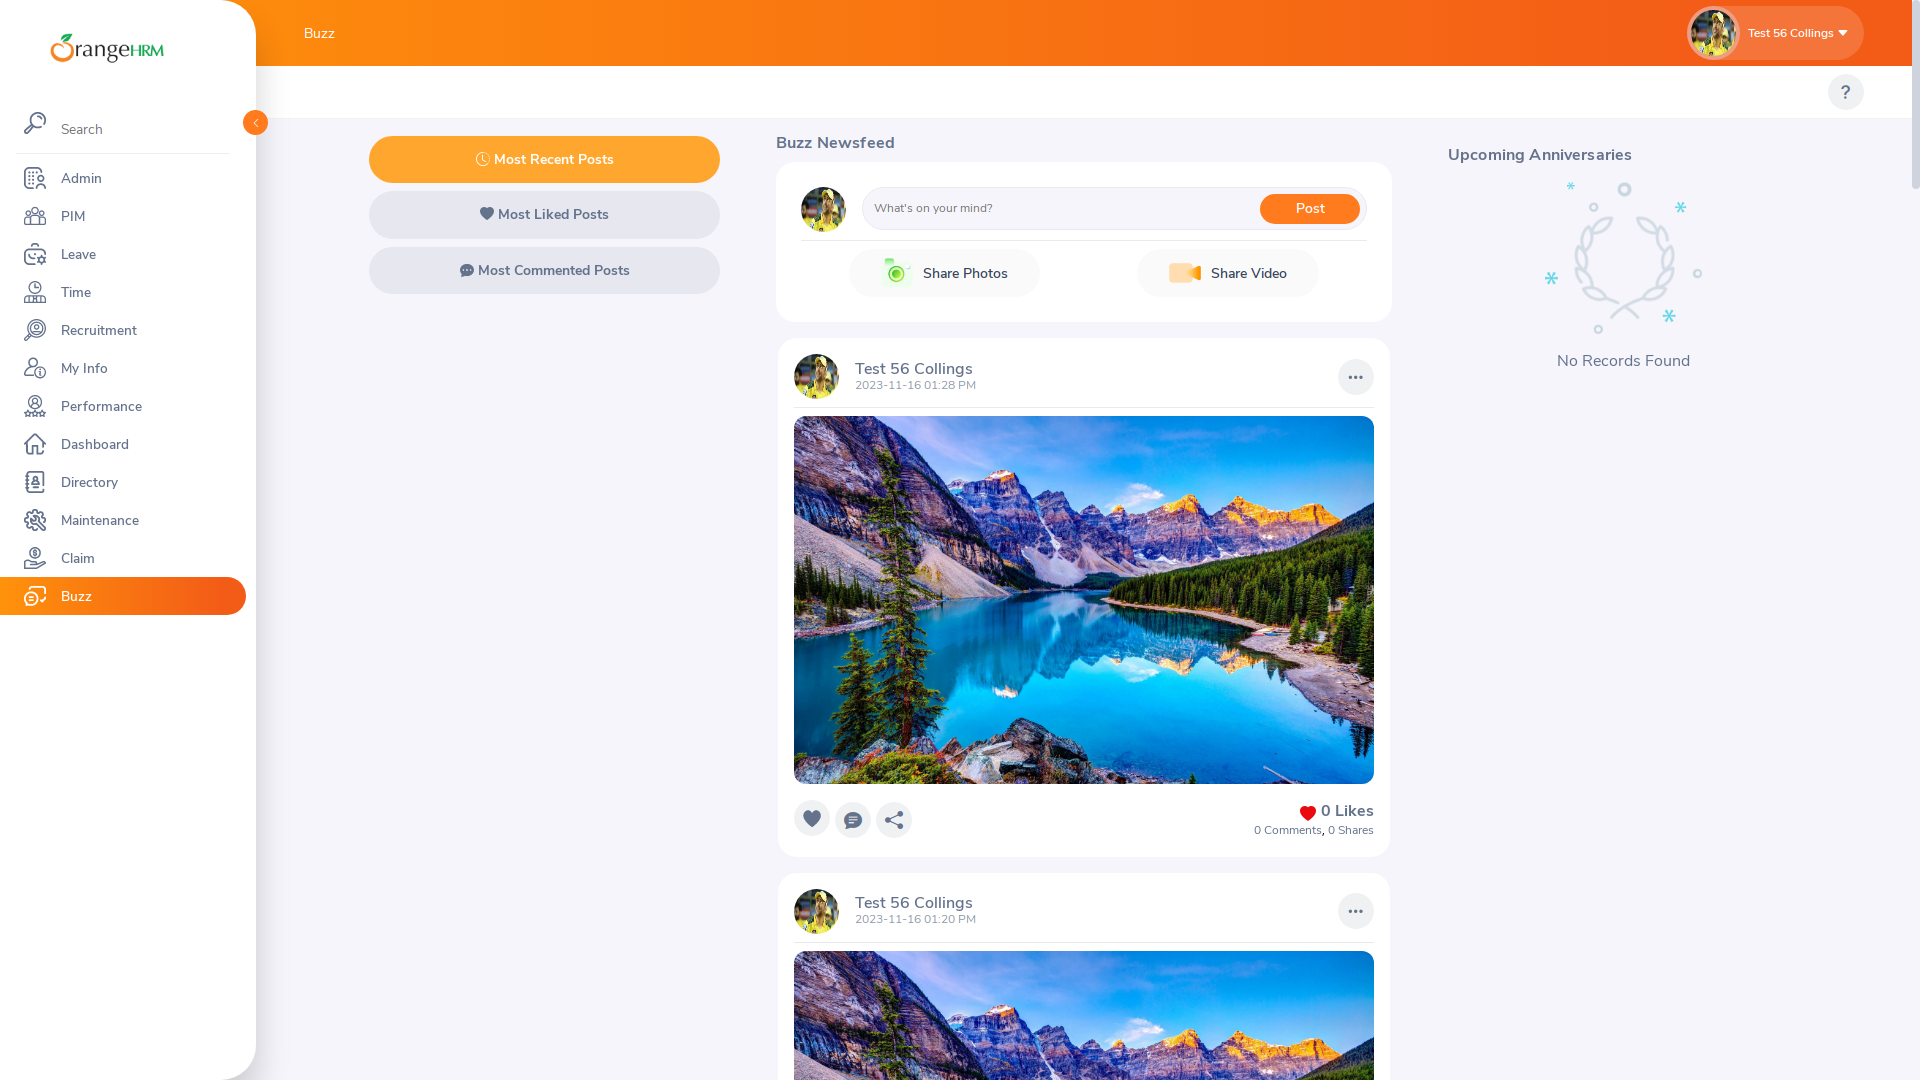 OrangeHRM
Search
Admin
PIM
Leave
Time
Recruitment
My Info
Performance
Dashboard
Directory
Maintenance
Claim
Buzz
Buzz
Test 56 Collings
?
Most Recent Posts
Most Liked Posts
Most Commented Posts
Buzz Newsfeed
What's on your mind?
Post
Share Photos
Share Video
Test 56 Collings
2023-11-16 01:28 PM
0 Likes
0 Comments, 0 Shares
Test 56 Collings
2023-11-16 01:20 PM
Upcoming Anniversaries
No Records Found